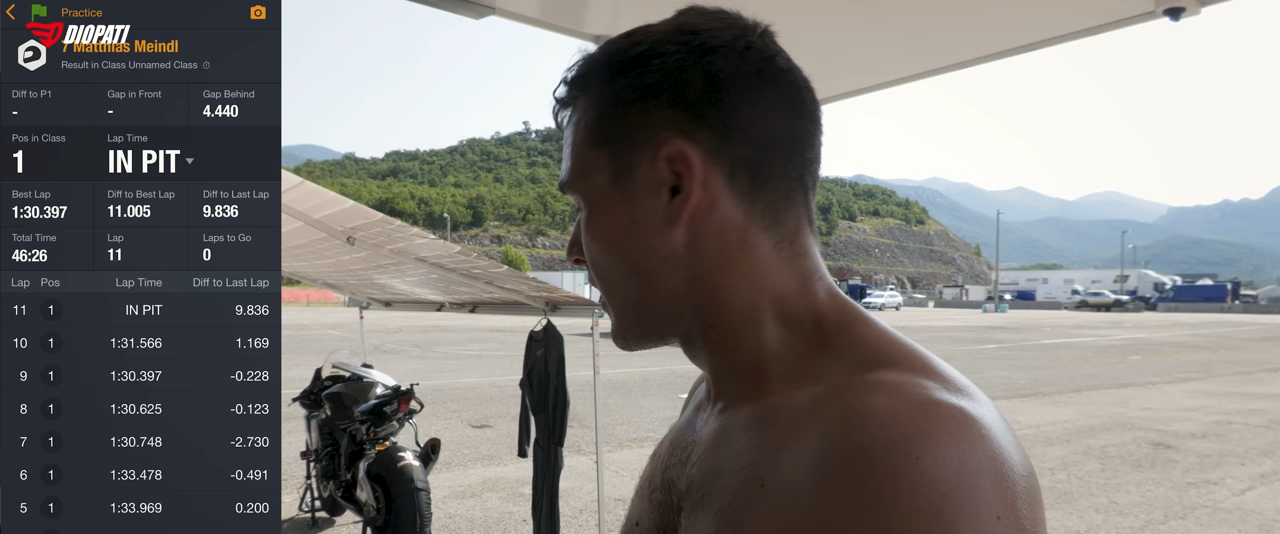 Practice
DIOPATI
7 Matthias Meindl
Result in Class Unnamed Class
Diff to P1 Gap in Front Gap Behind
- - 4.440
Pos in Class Lap Time
1 IN PIT
Best Lap Diff to Best Lap Diff to Last Lap
1:30.397 11.005 9.836
Total Time Lap Laps to Go
46:26 11 0
Lap Pos Lap Time Diff to Last Lap
11 1 IN PIT 9.836
10 1 1:31.566 1.169
9 1 1:30.397 -0.228
8 1 1:30.625 -0.123
7 1 1:30.748 -2.730
6 1 1:33.478 -0.491
5 1 1:33.969 0.200